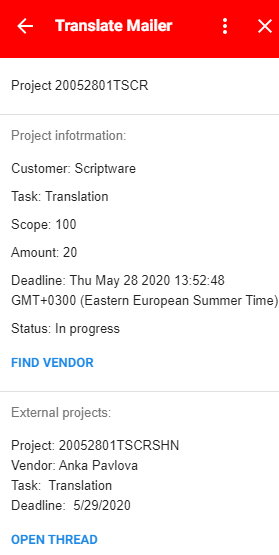 Translate Mailer
Project 20052801TSCR
Project infotrmation:
Customer: Scriptware
Task: Translation
Scope: 100
Amount: 20
Deadline: Thu May 28 2020 13:52:48
GMT+0300 (Eastern European Summer Time)
Status: In progress
FIND VENDOR
External projects:
Project: 20052801TSCRSHN
Vendor: Anka Pavlova
Task:  Translation
Deadline:  5/29/2020
OPEN THREAD